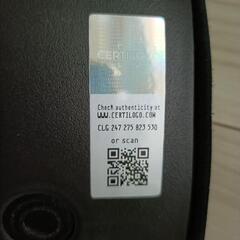 CERTILOGO
Check authenticity at
WWW.CERTILOGO.COM
CLG 247 275 823 530
or scan